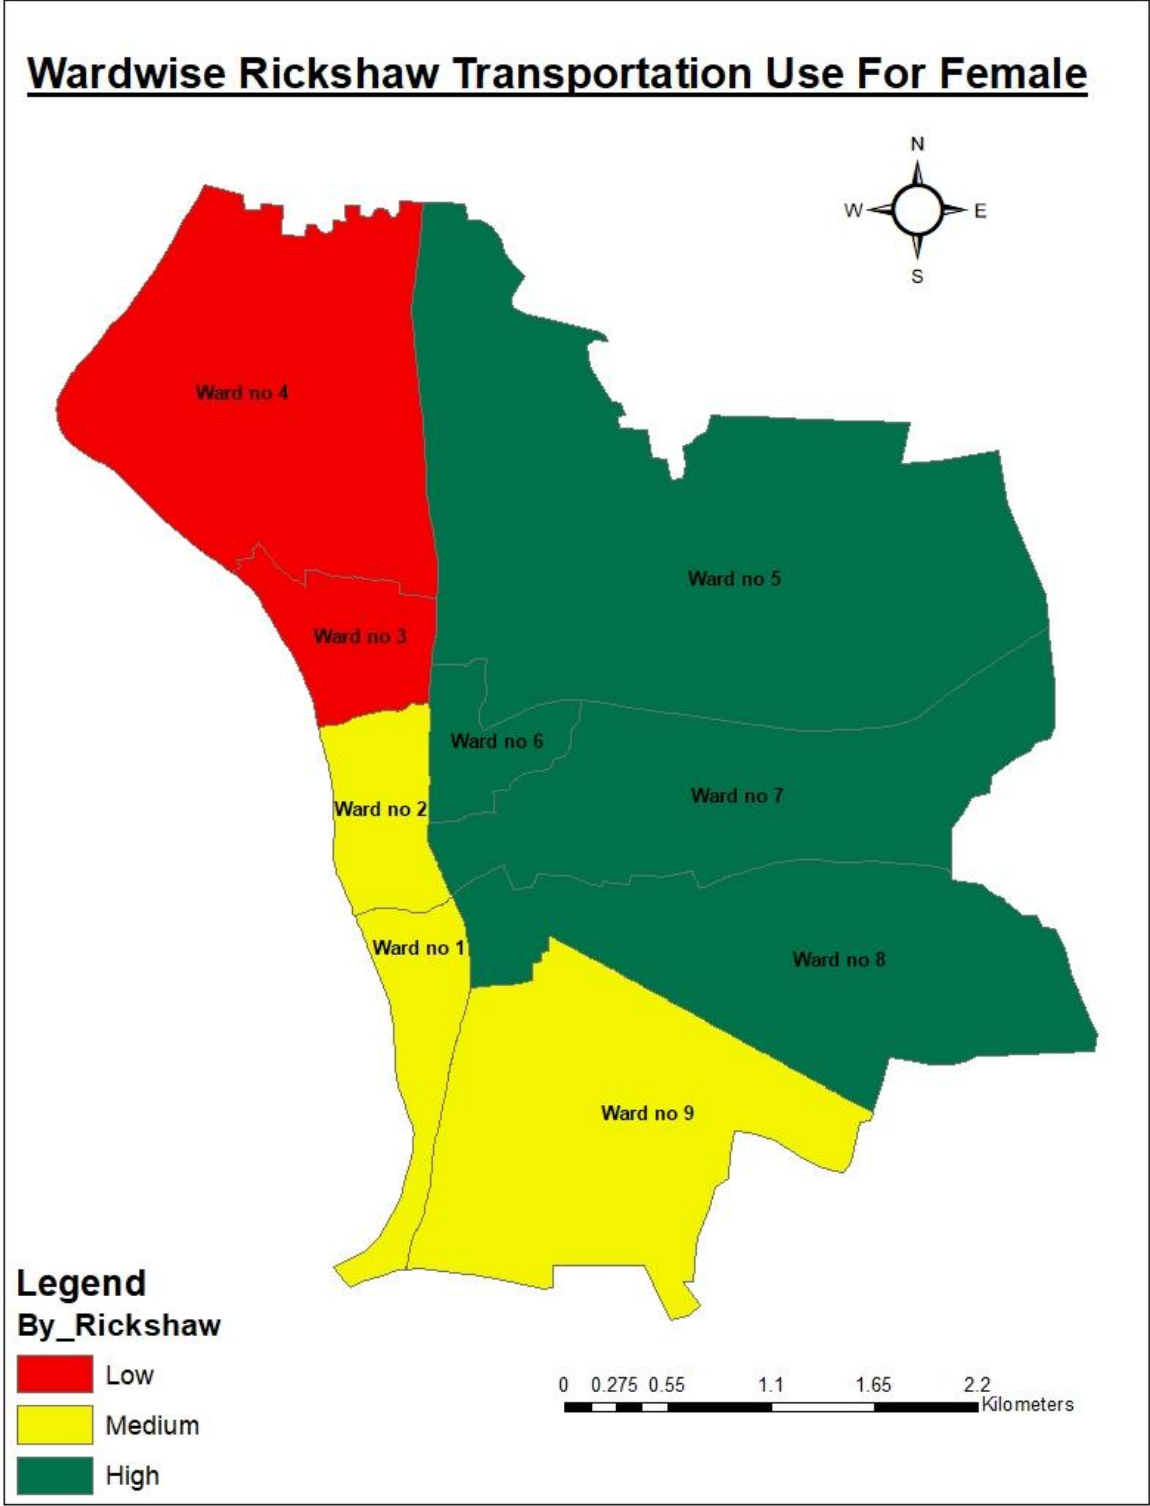 Wardwise Rickshaw Transportation Use For Female
N
W E
S
Ward no 4
Ward no 5
Ward no 3
Ward no 6
Ward no 7
Ward no 2
Ward no 1
Ward no 8
Ward no 9
Legend
By_Rickshaw
Low
Medium
High
0 0.275 0.55 1.1 1.65 2.2
Kilometers